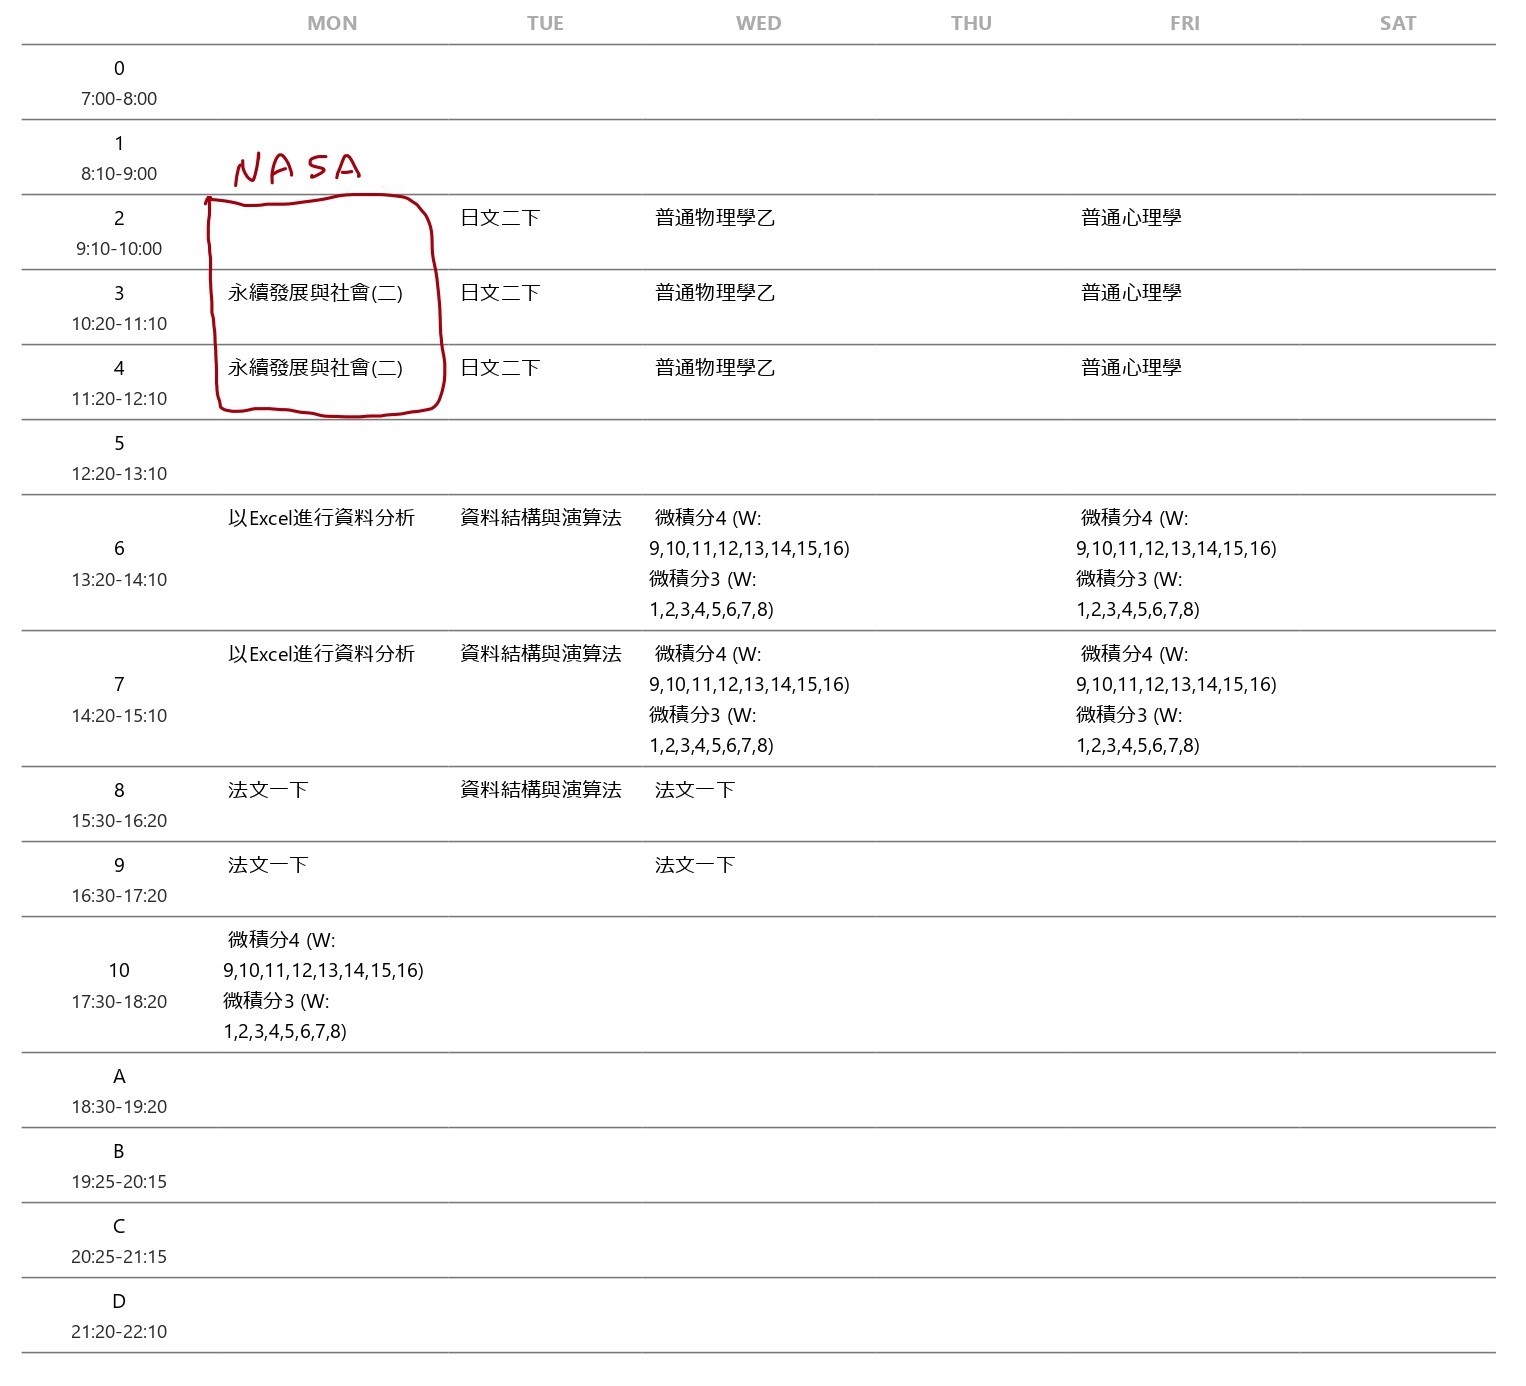 MON TUE WED THU FRI SAT
0
7:00-8:00
1
8:10-9:00
NASA
2 日文二下 普通物理學乙 普通心理學
9:10-10:00
3 永續發展與社會(二) 日文二下 普通物理學乙 普通心理學
10:20-11:10
4 永續發展與社會(二) 日文二下 普通物理學乙 普通心理學
11:20-12:10
5
12:20-13:10
以Excel進行資料分析 資料結構與演算法 微積分4 (W: 微積分4 (W:
6 9,10,11,12,13,14,15,16) 9,10,11,12,13,14,15,16)
13:20-14:10 微積分3 (W: 微積分3 (W:
1,2,3,4,5,6,7,8) 1,2,3,4,5,6,7,8)
以Excel進行資料分析 資料結構與演算法 微積分4 (W: 微積分4 (W:
7 9,10,11,12,13,14,15,16) 9,10,11,12,13,14,15,16)
14:20-15:10 微積分3 (W: 微積分3 (W:
1,2,3,4,5,6,7,8) 1,2,3,4,5,6,7,8)
8 法文一下 資料結構與演算法 法文一下
15:30-16:20
9 法文一下 法文一下
16:30-17:20
微積分4 (W:
10 9,10,11,12,13,14,15,16)
17:30-18:20 微積分3 (W:
1,2,3,4,5,6,7,8)
A
18:30-19:20
B
19:25-20:15
C
20:25-21:15
D
21:20-22:10